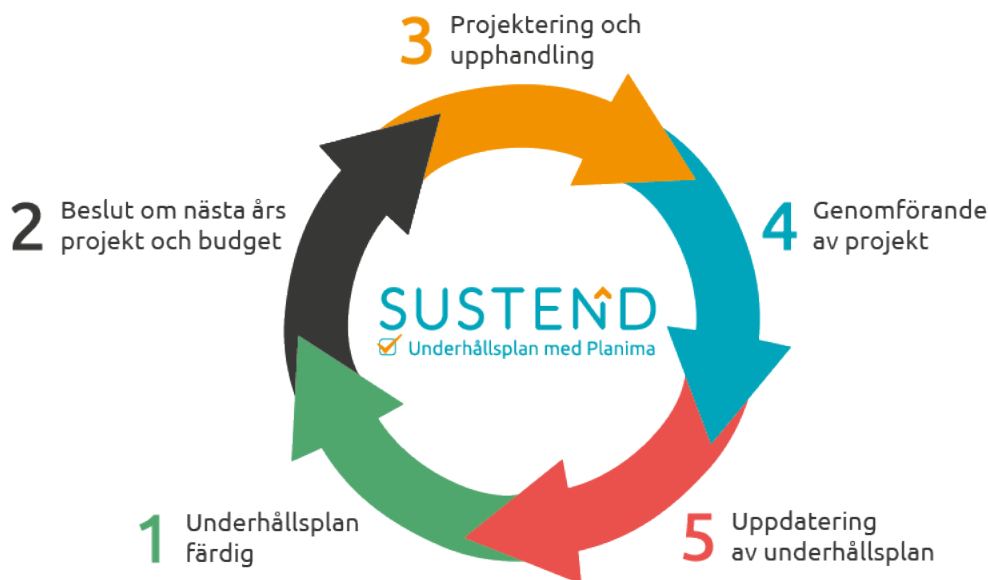 3 Projektering och
upphandling
2 Beslut om nästa års
projekt och budget
4 Genomförande
av projekt
SUSTEND
Underhållsplan med Planima
1 Underhållsplan
färdig
5 Uppdatering
av underhållsplan